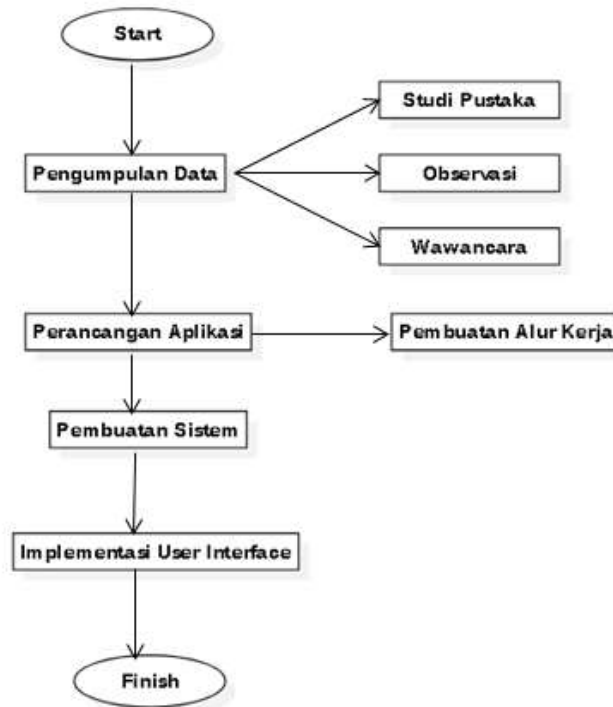 Start
Studi Pustaka
Pengumpulan Data
Observasi
Wawancara
Perancangan Aplikasi
Pembuatan Alur Kerja
Pembuatan Sistem
Implementasi User Interface
Finish